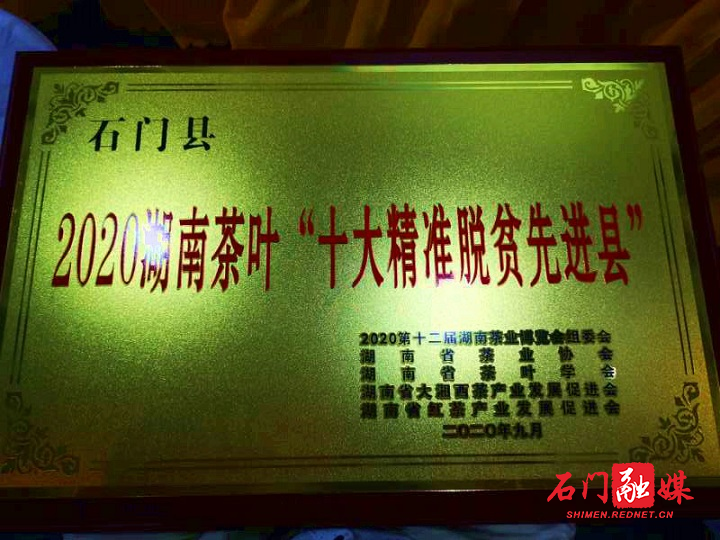 石门县
2020湖南茶叶“十大精准脱贫先进县”
2020第十二届湖南茶业博览会组委会
湖南省茶业协会
湖南省茶叶学会
湖南省大湘西茶产业发展促进会
湖南省红茶产业发展促进会
二〇二〇年九月
石门融媒
SHIMEN.REDNET.CN